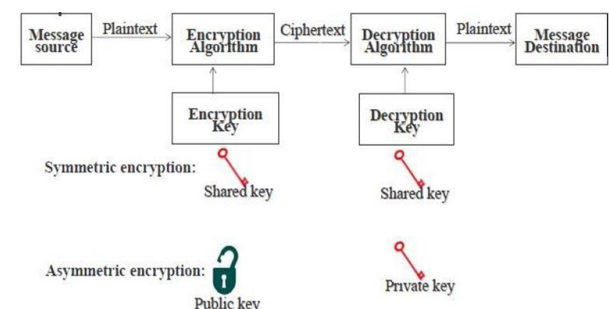 Message source
Plaintext
Encryption Algorithm
Ciphertext
Decryption Algorithm
Plaintext
Message Destination
Encryption Key
Decryption Key
Symmetric encryption:
Shared key
Shared key
Asymmetric encryption:
Public key
Private key